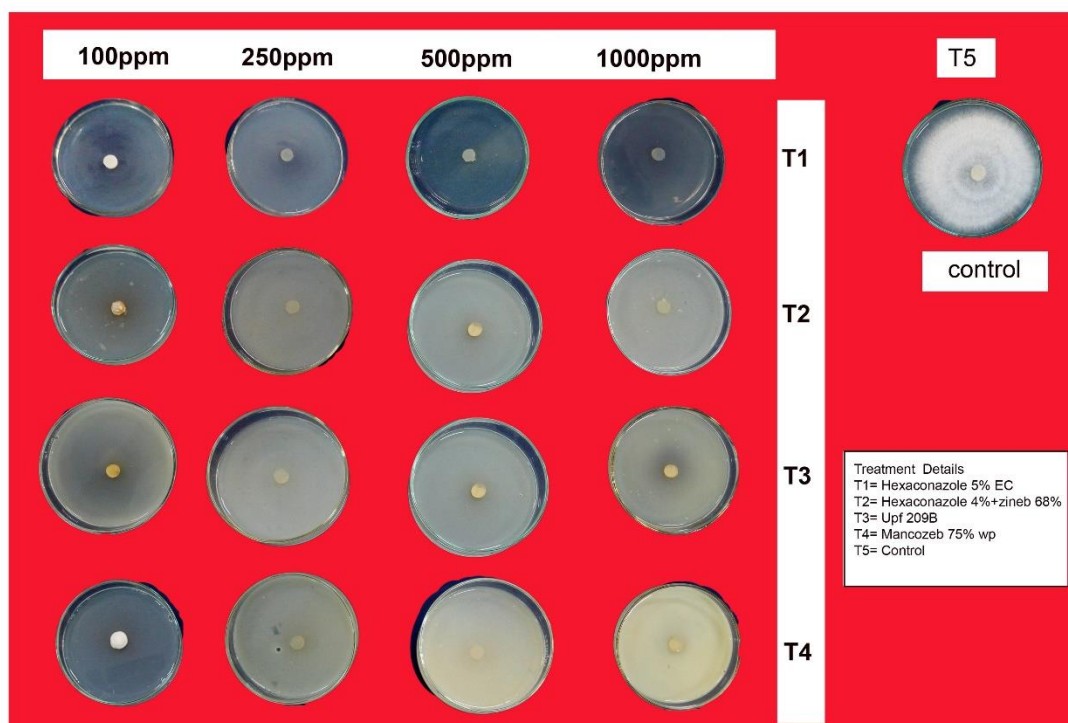 100ppm 250ppm 500ppm 1000ppm
T5
T1
control
T2
T3
Treatment Details
T1= Hexaconazole 5% EC
T2= Hexaconazole 4%+zineb 68%
T3= Upf 209B
T4= Mancozeb 75% wp
T5= Control
T4